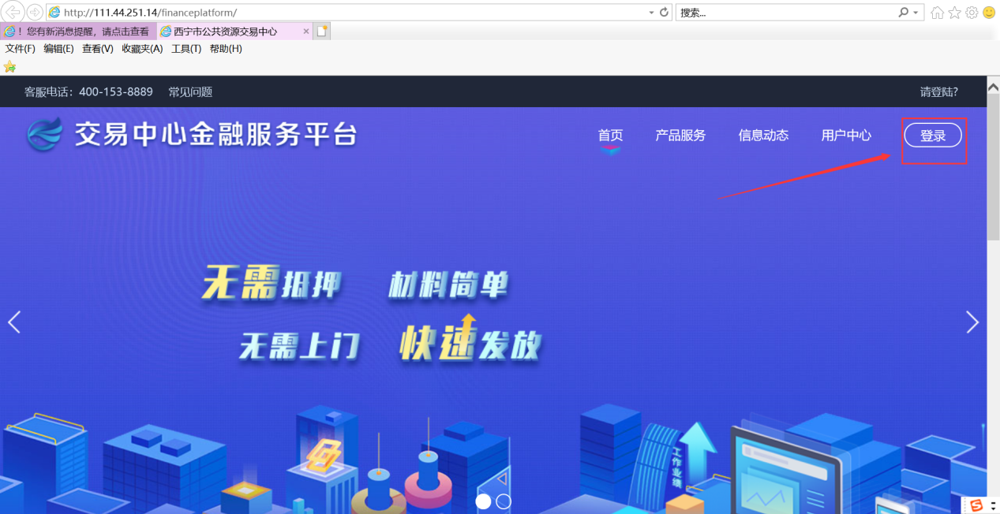 http://111.44.251.14/financeplatform/
搜索...
！您有新消息提醒，请点击查看
西宁市公共资源交易中心
文件(F) 编辑(E) 查看(V) 收藏夹(A) 工具(T) 帮助(H)
客服电话：400-153-8889 常见问题
请登陆?
交易中心金融服务平台
首页 产品服务 信息动态 用户中心 登录
无需抵押 材料简单
无需上门 快速发放
工作业绩